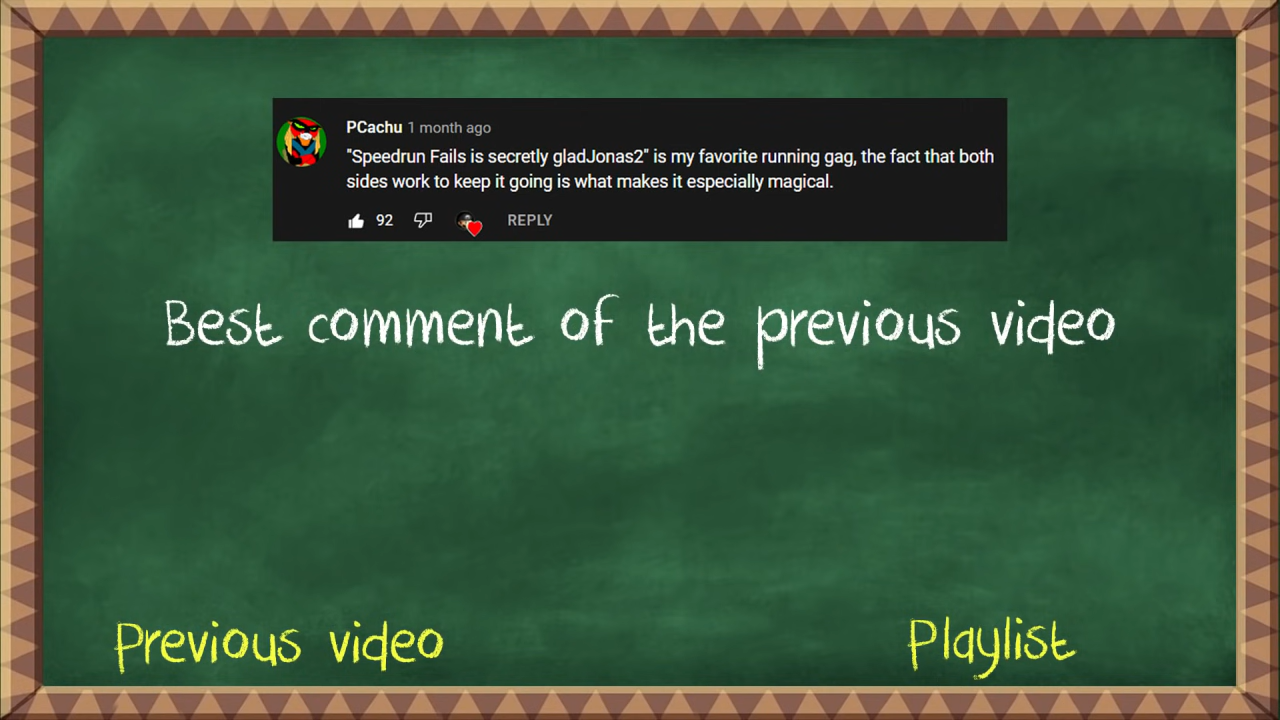 PCachu 1 month ago
"Speedrun Fails is secretly gladJonas2" is my favorite running gag, the fact that both
sides work to keep it going is what makes it especially magical.
92 REPLY
Best comment of the previous video
Previous video Playlist